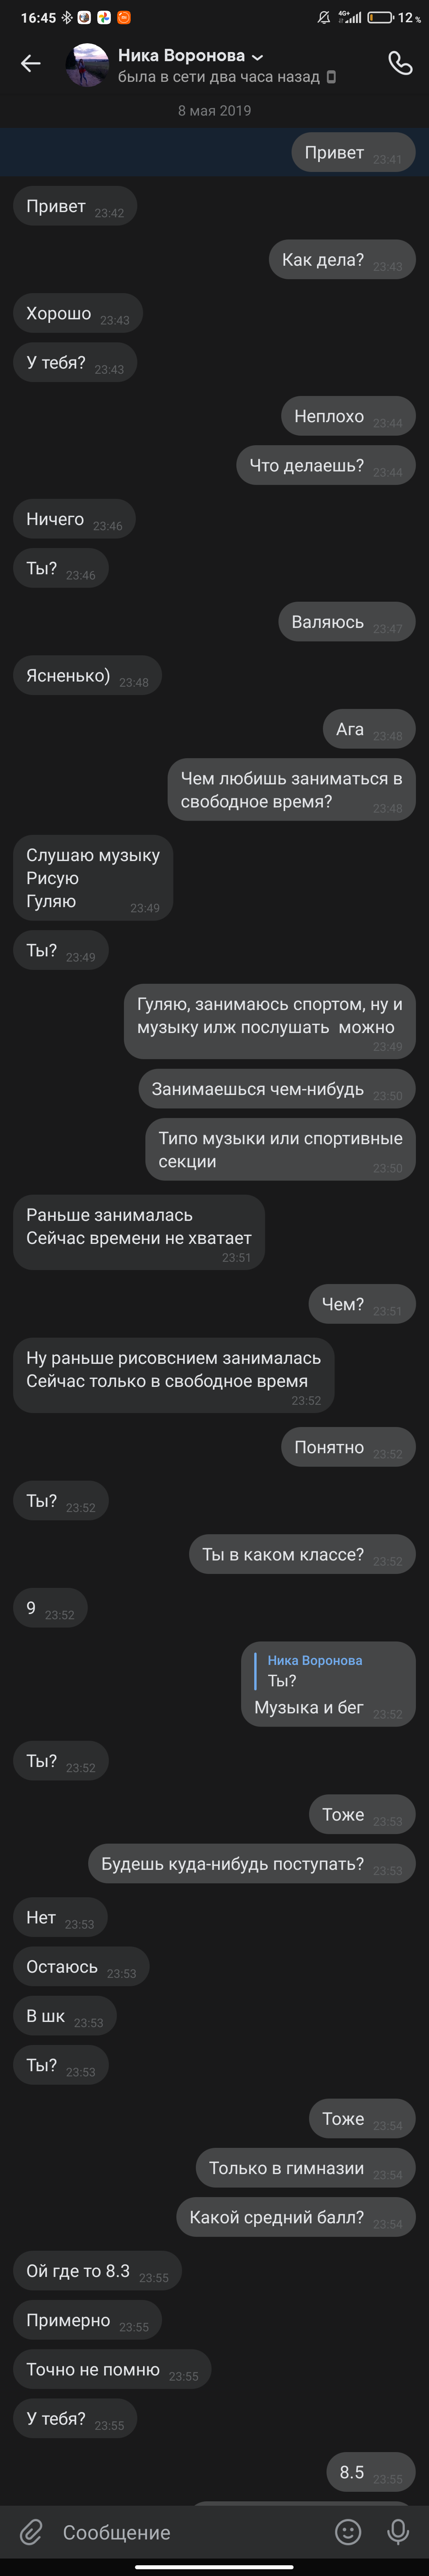 16:45
4G+
12%
Ника Воронова
была в сети два часа назад
8 мая 2019
Привет 23:41
Привет 23:42
Как дела? 23:43
Хорошо 23:43
У тебя? 23:43
Неплохо 23:44
Что делаешь? 23:44
Ничего 23:46
Ты? 23:46
Валяюсь 23:47
Ясненько) 23:48
Ага 23:48
Чем любишь заниматься в
свободное время? 23:48
Слушаю музыку
Рисую
Гуляю 23:49
Ты? 23:49
Гуляю, занимаюсь спортом, ну и
музыку илж послушать можно
23:49
Занимаешься чем-нибудь 23:50
Типо музыки или спортивные
секции 23:50
Раньше занималась
Сейчас времени не хватает
23:51
Чем? 23:51
Ну раньше рисовснием занималась
Сейчас только в свободное время
23:52
Понятно 23:52
Ты? 23:52
Ты в каком классе? 23:52
9 23:52
Ника Воронова
Ты?
Музыка и бег 23:52
Ты? 23:52
Тоже 23:53
Будешь куда-нибудь поступать? 23:53
Нет 23:53
Остаюсь 23:53
В шк 23:53
Ты? 23:53
Тоже 23:54
Только в гимназии 23:54
Какой средний балл? 23:54
Ой где то 8.3 23:55
Примерно 23:55
Точно не помню 23:55
У тебя? 23:55
8.5 23:55
Сообщение